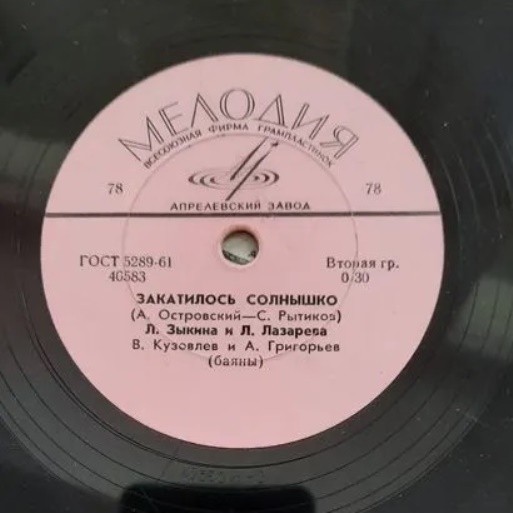 МЕЛОДИЯ
ВСЕСОЮЗНАЯ ФИРМА ГРАМПЛАСТИНОК
78 78
АПРЕЛЕВСКИЙ ЗАВОД
ГОСТ 5289-61 Вторая гр.
46583 0-30
ЗАКАТИЛОСЬ СОЛНЫШКО
(А. Островский—С. Рытиков)
Л. Зыкина и Л. Лазарева
В. Кузовлев и А. Григорьев
(баяны)